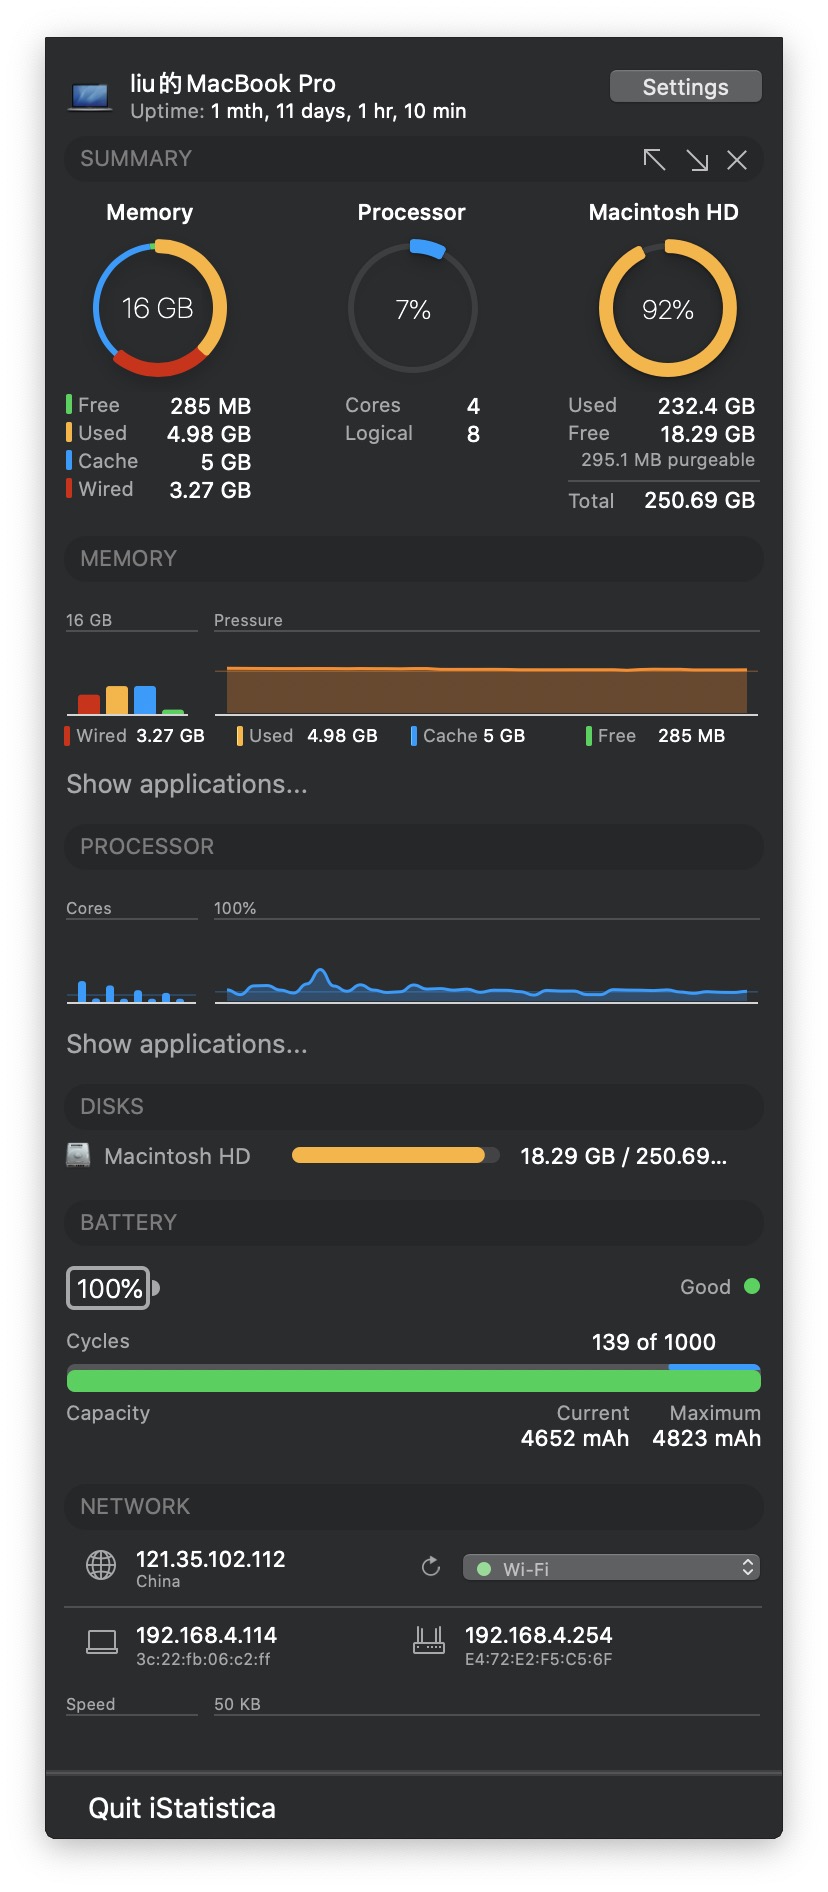 liu的MacBook Pro
Settings
Uptime: 1 mth, 11 days, 1 hr, 10 min
SUMMARY
Memory Processor Macintosh HD
16 GB 7% 92%
Free 285 MB
Used 4.98 GB
Cache 5 GB
Wired 3.27 GB
Cores 4
Logical 8
Used 232.4 GB
Free 18.29 GB
295.1 MB purgeable
Total 250.69 GB
MEMORY
16 GB Pressure
Wired 3.27 GB Used 4.98 GB Cache 5 GB Free 285 MB
Show applications...
PROCESSOR
Cores 100%
Show applications...
DISKS
Macintosh HD 18.29 GB / 250.69...
BATTERY
100% Good
Cycles 139 of 1000
Capacity Current Maximum
4652 mAh 4823 mAh
NETWORK
121.35.102.112
China
Wi-Fi
192.168.4.114 192.168.4.254
3c:22:fb:06:c2:ff E4:72:E2:F5:C5:6F
Speed 50 KB
Quit iStatistica